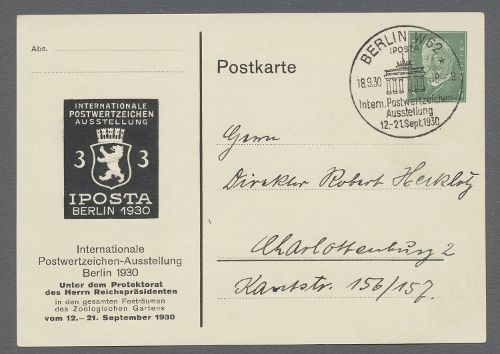 Abs.
Postkarte
BERLIN W62 *
IPOSTA
18.9.30
Intern. Postwertzeichen-
Ausstellung
12.-21.Sept.1930
INTERNATIONALE
POSTWERTZEICHEN
AUSSTELLUNG
3 3
IPOSTA
BERLIN 1930
Internationale
Postwertzeichen-Ausstellung
Berlin 1930
Unter dem Protektorat
des Herrn Reichspräsidenten
in den gesamten Festräumen
des Zoologischen Gartens
vom 12.–21. September 1930
Herrn
Direktor Robert Herklotz
Charlottenburg 2
Kantstr. 156/157.